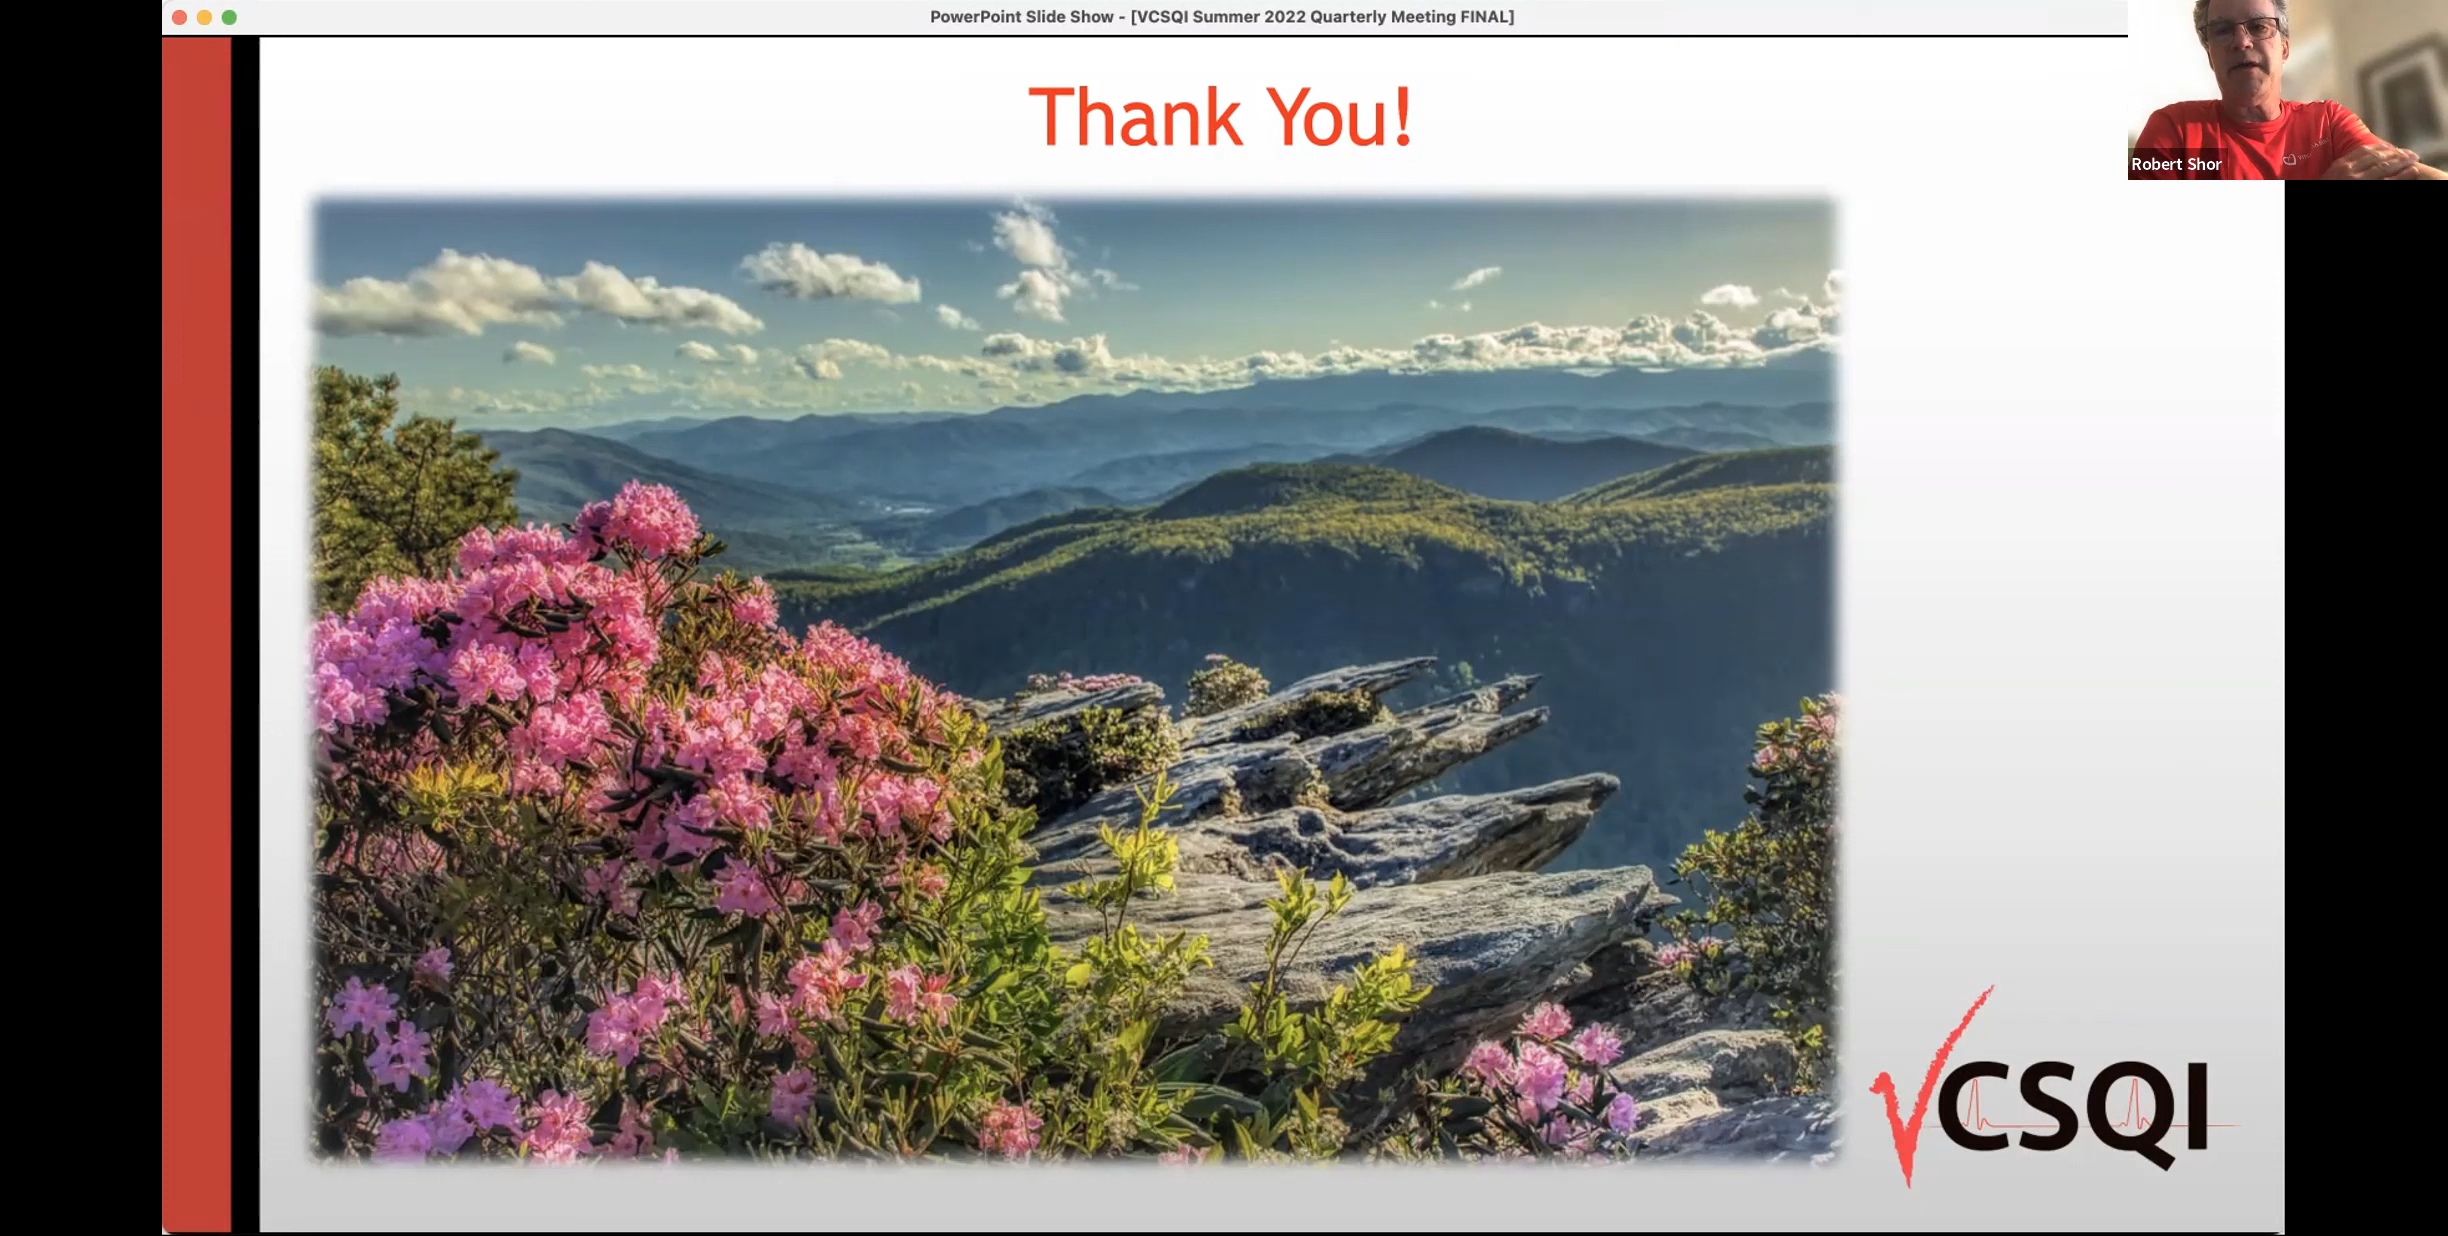 PowerPoint Slide Show - [VCSQI Summer 2022 Quarterly Meeting FINAL]
Thank You!
Robert Shor
VCSQI